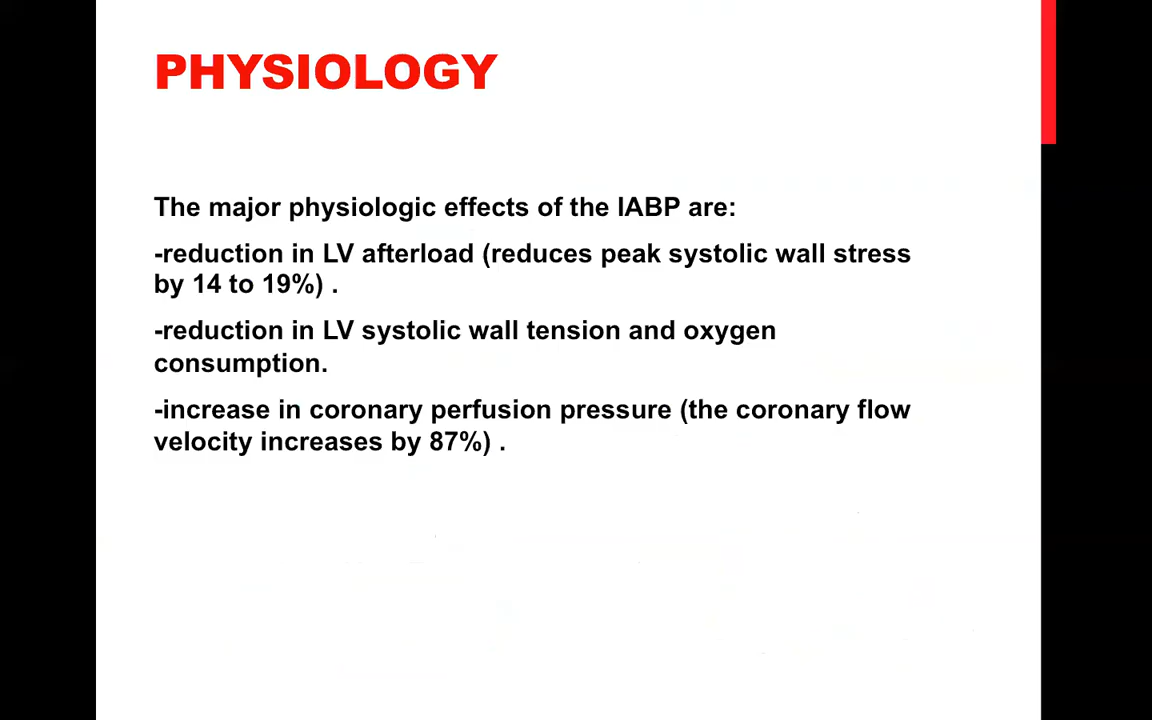 PHYSIOLOGY
The major physiologic effects of the IABP are:
-reduction in LV afterload (reduces peak systolic wall stress
by 14 to 19%) .
-reduction in LV systolic wall tension and oxygen
consumption.
-increase in coronary perfusion pressure (the coronary flow
velocity increases by 87%) .